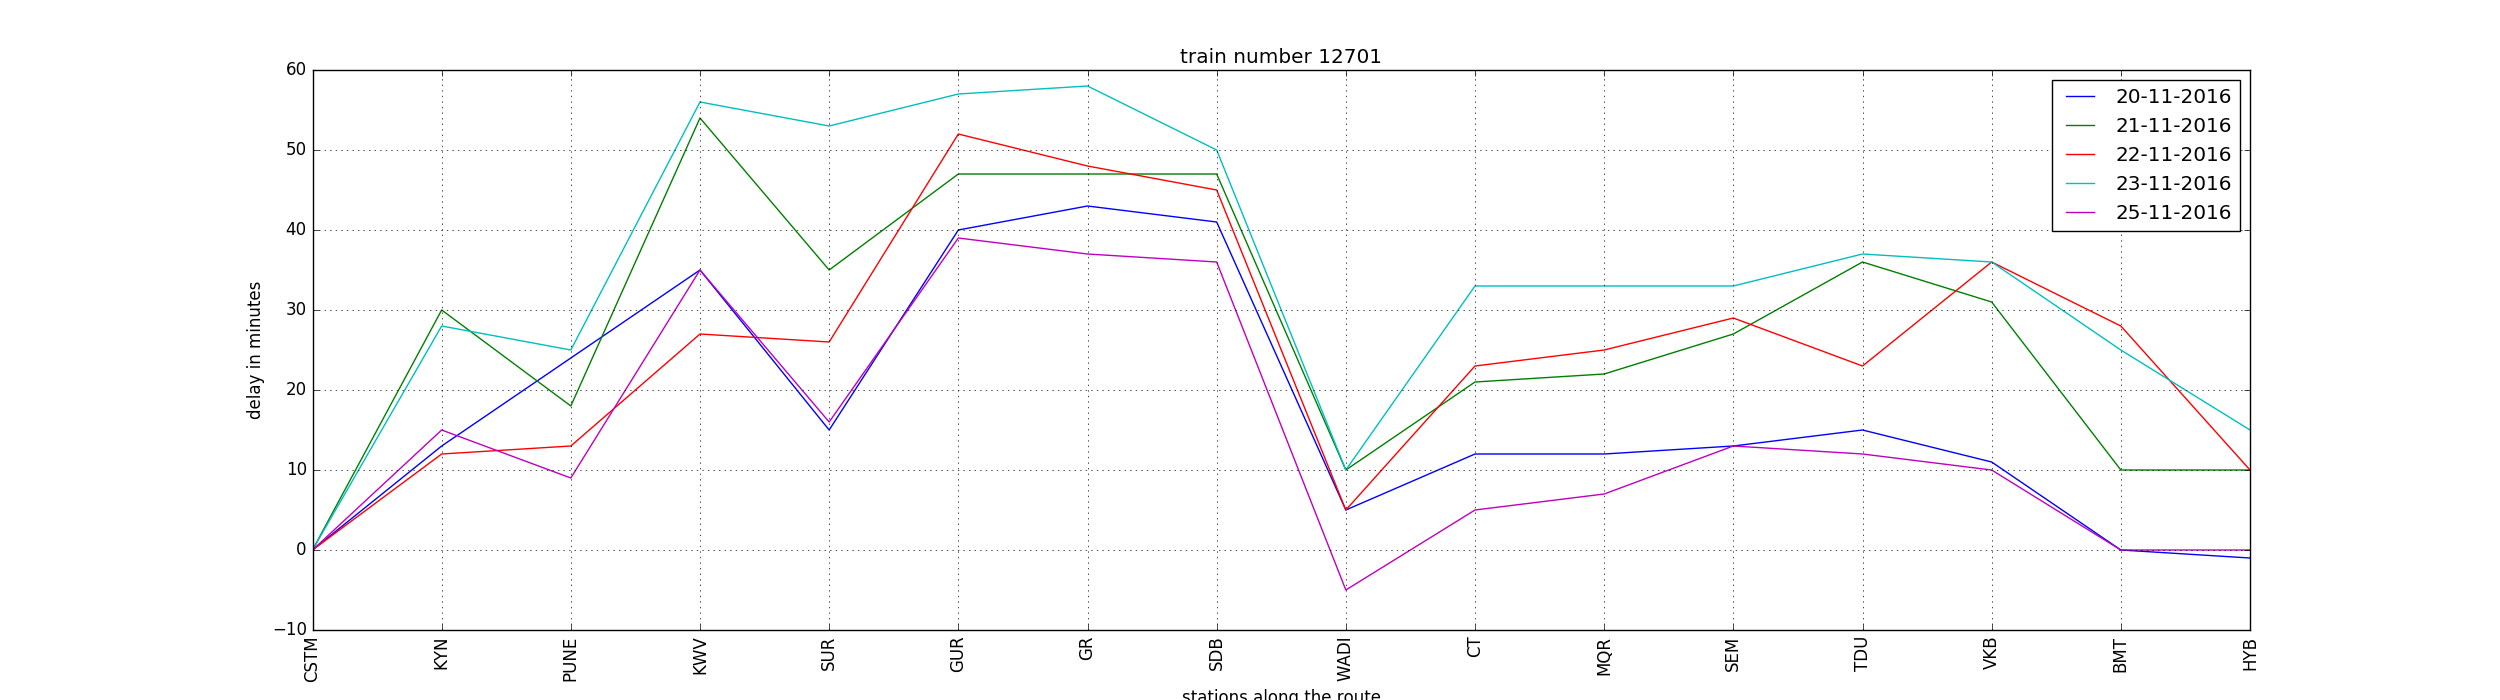 train number 12701
60
50
40
30
20
10
0
−10
delay in minutes
20-11-2016
21-11-2016
22-11-2016
23-11-2016
25-11-2016
CSTM
KYN
PUNE
KWV
SUR
GUR
GR
SDB
WADI
CT
MQR
SEM
TDU
VKB
BMT
HYB
stations along the route